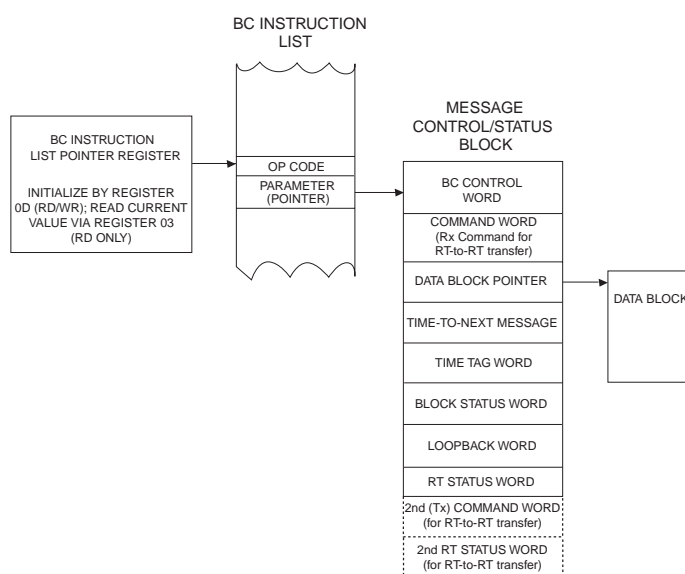 BC INSTRUCTION
LIST
BC INSTRUCTION
LIST POINTER REGISTER
INITIALIZE BY REGISTER
0D (RD/WR); READ CURRENT
VALUE VIA REGISTER 03
(RD ONLY)
OP CODE
PARAMETER
(POINTER)
MESSAGE
CONTROL/STATUS
BLOCK
BC CONTROL
WORD
COMMAND WORD
(Rx Command for
RT-to-RT transfer)
DATA BLOCK POINTER
TIME-TO-NEXT MESSAGE
TIME TAG WORD
BLOCK STATUS WORD
LOOPBACK WORD
RT STATUS WORD
2nd (Tx) COMMAND WORD
(for RT-to-RT transfer)
2nd RT STATUS WORD
(for RT-to-RT transfer)
DATA BLOCK